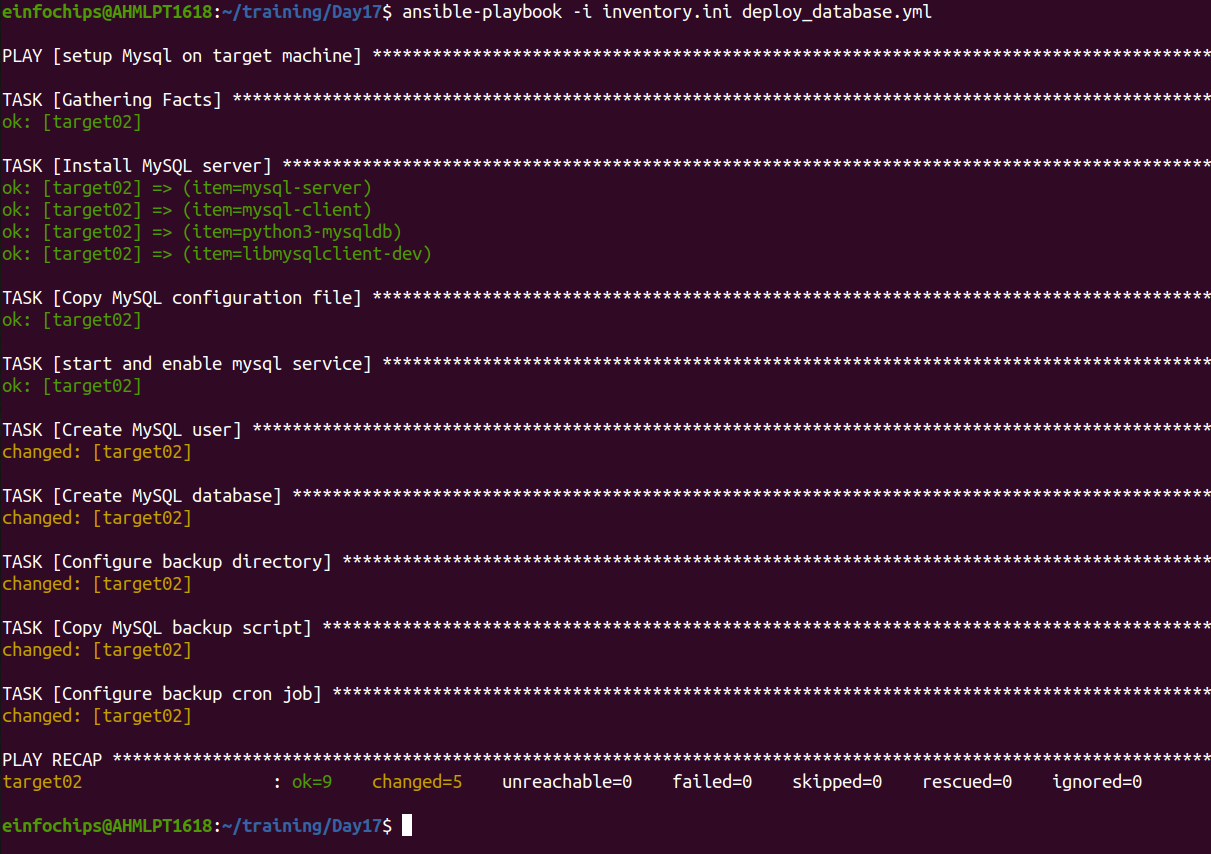 einfochips@AHMLPT1618:~/training/Day17$ ansible-playbook -i inventory.ini deploy_database.yml
PLAY [setup Mysql on target machine] ************************************************************************************
TASK [Gathering Facts] **************************************************************************************************
ok: [target02]
TASK [Install MySQL server] *********************************************************************************************
ok: [target02] => (item=mysql-server)
ok: [target02] => (item=mysql-client)
ok: [target02] => (item=python3-mysqldb)
ok: [target02] => (item=libmysqlclient-dev)
TASK [Copy MySQL configuration file] ************************************************************************************
ok: [target02]
TASK [start and enable mysql service] ***********************************************************************************
ok: [target02]
TASK [Create MySQL user] ************************************************************************************************
changed: [target02]
TASK [Create MySQL database] ********************************************************************************************
changed: [target02]
TASK [Configure backup directory] ***************************************************************************************
changed: [target02]
TASK [Copy MySQL backup script] *****************************************************************************************
changed: [target02]
TASK [Configure backup cron job] ****************************************************************************************
changed: [target02]
PLAY RECAP **************************************************************************************************************
target02                   : ok=9    changed=5    unreachable=0    failed=0    skipped=0    rescued=0    ignored=0
einfochips@AHMLPT1618:~/training/Day17$